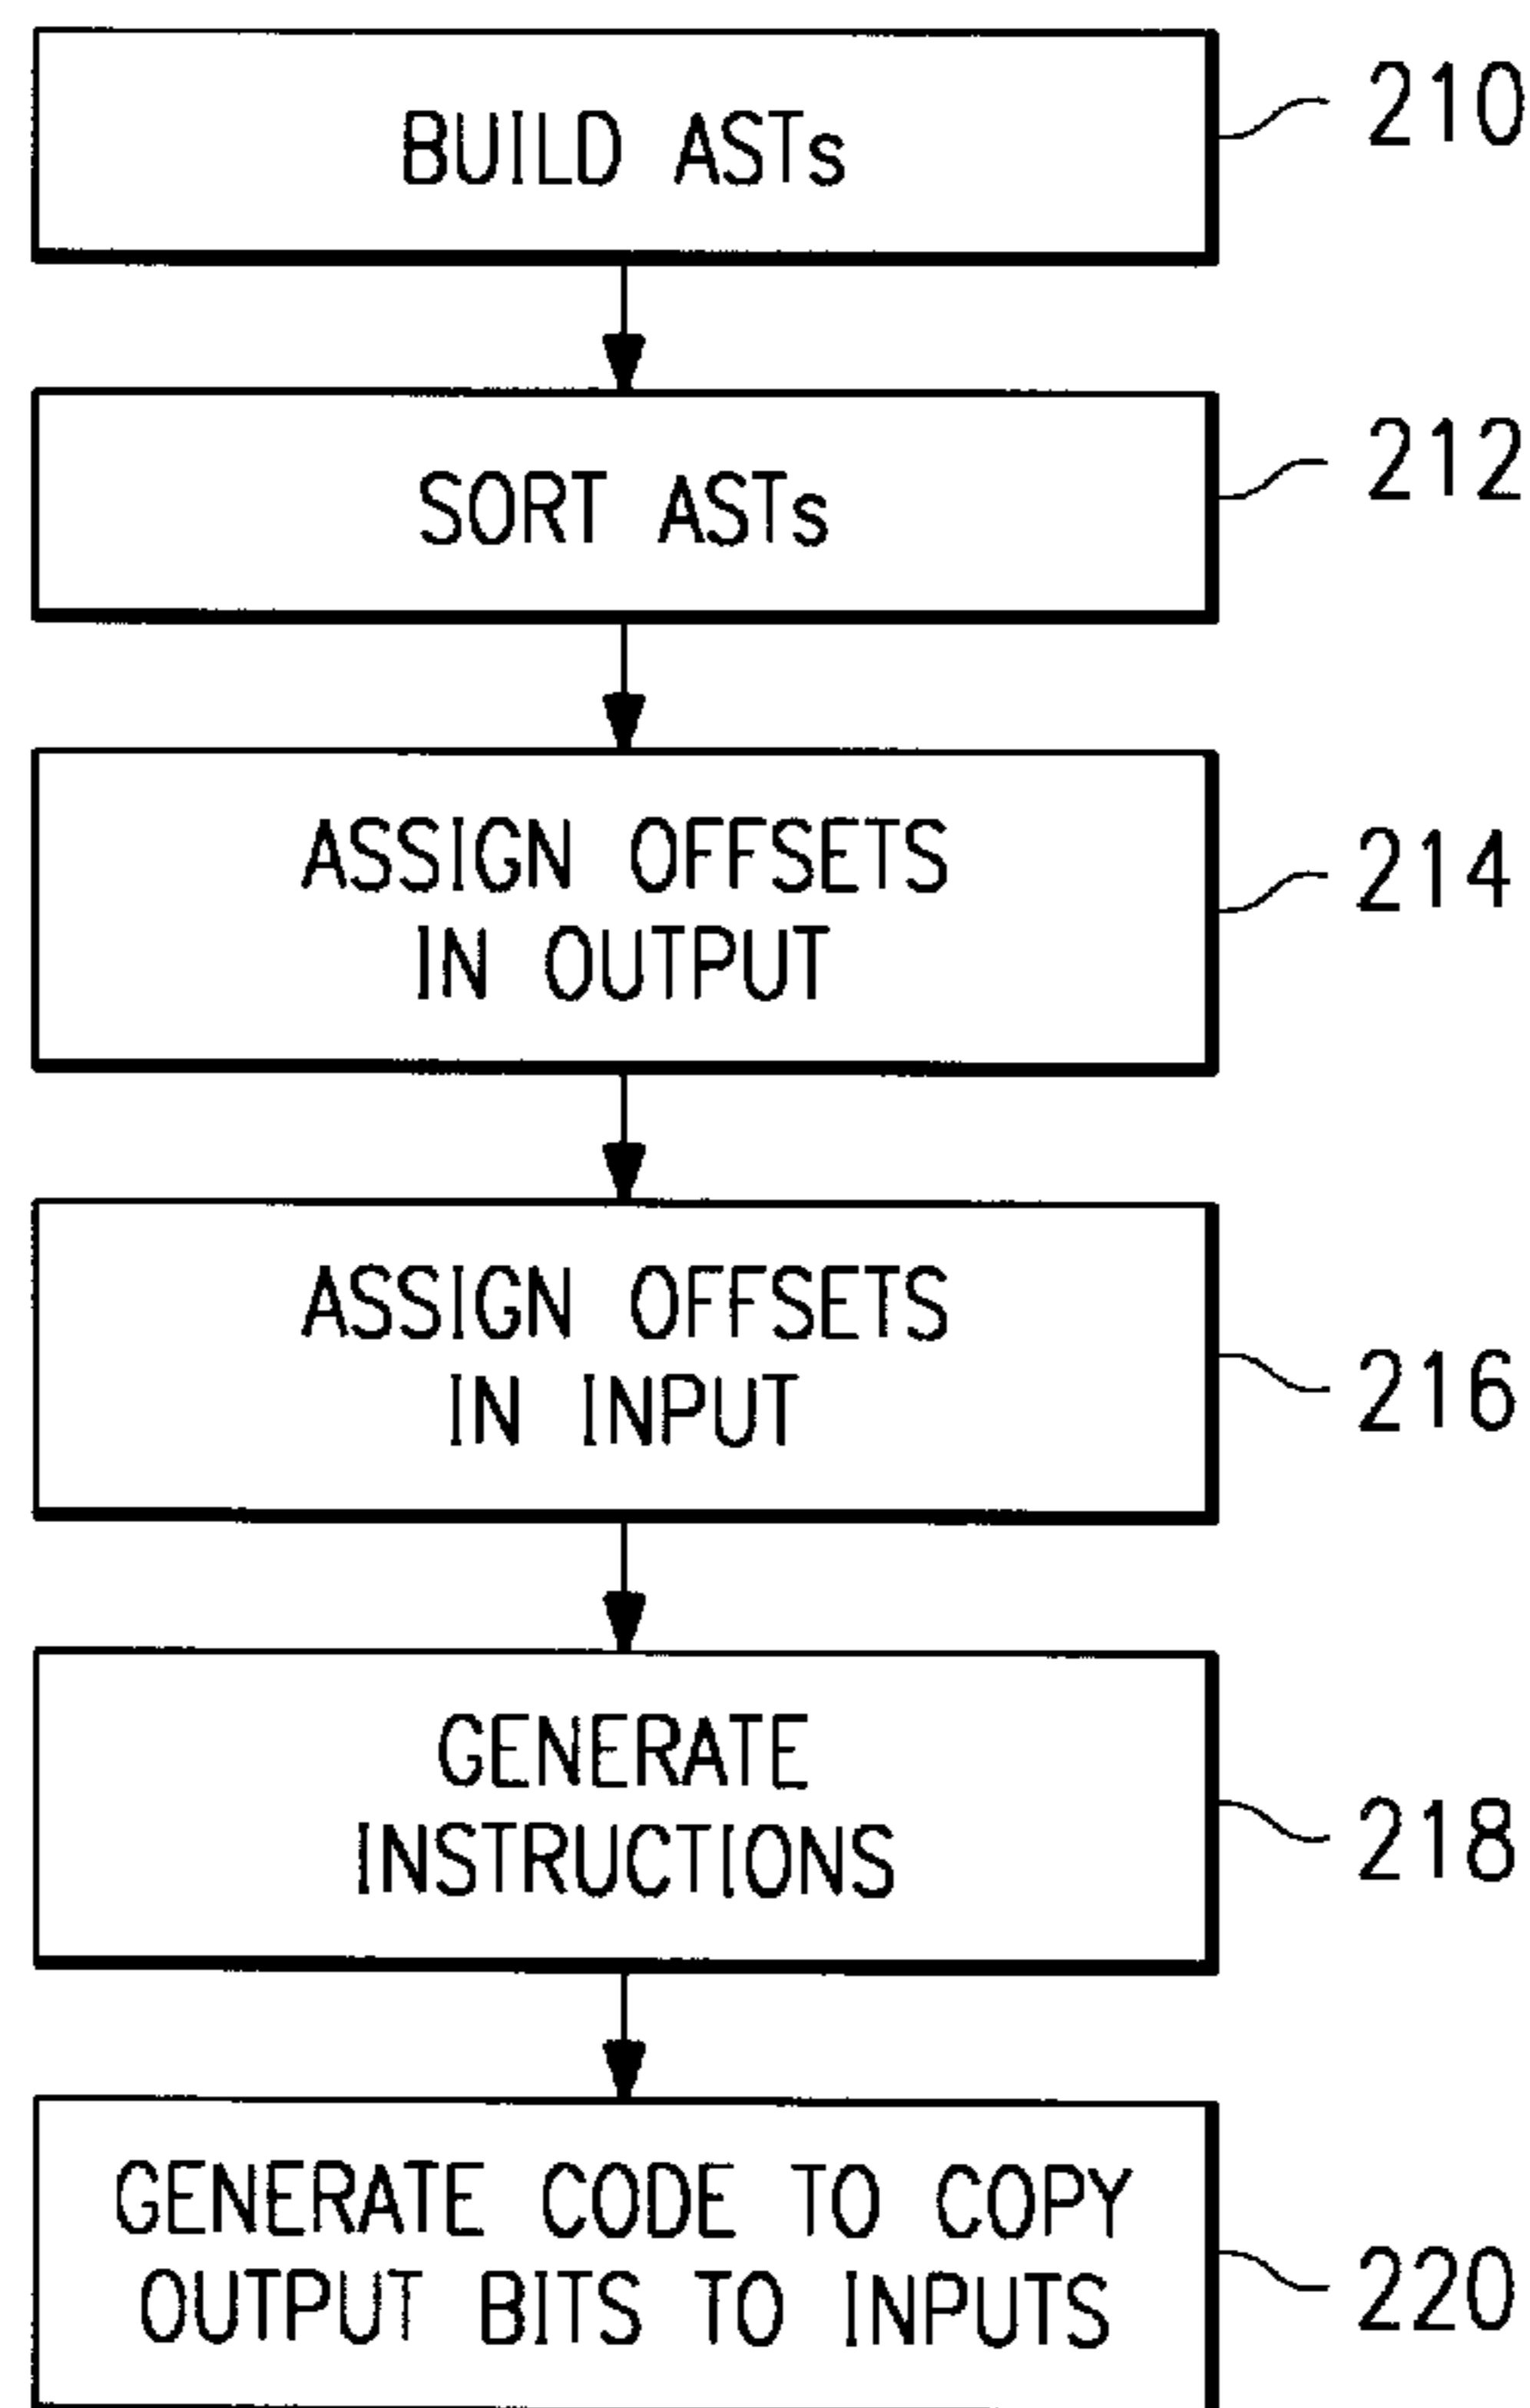 BUILD ASTs
210
SORT ASTs
212
ASSIGN OFFSETS
IN OUTPUT
214
ASSIGN OFFSETS
IN INPUT
216
GENERATE
INSTRUCTIONS
218
GENERATE CODE TO COPY
OUTPUT BITS TO INPUTS
220